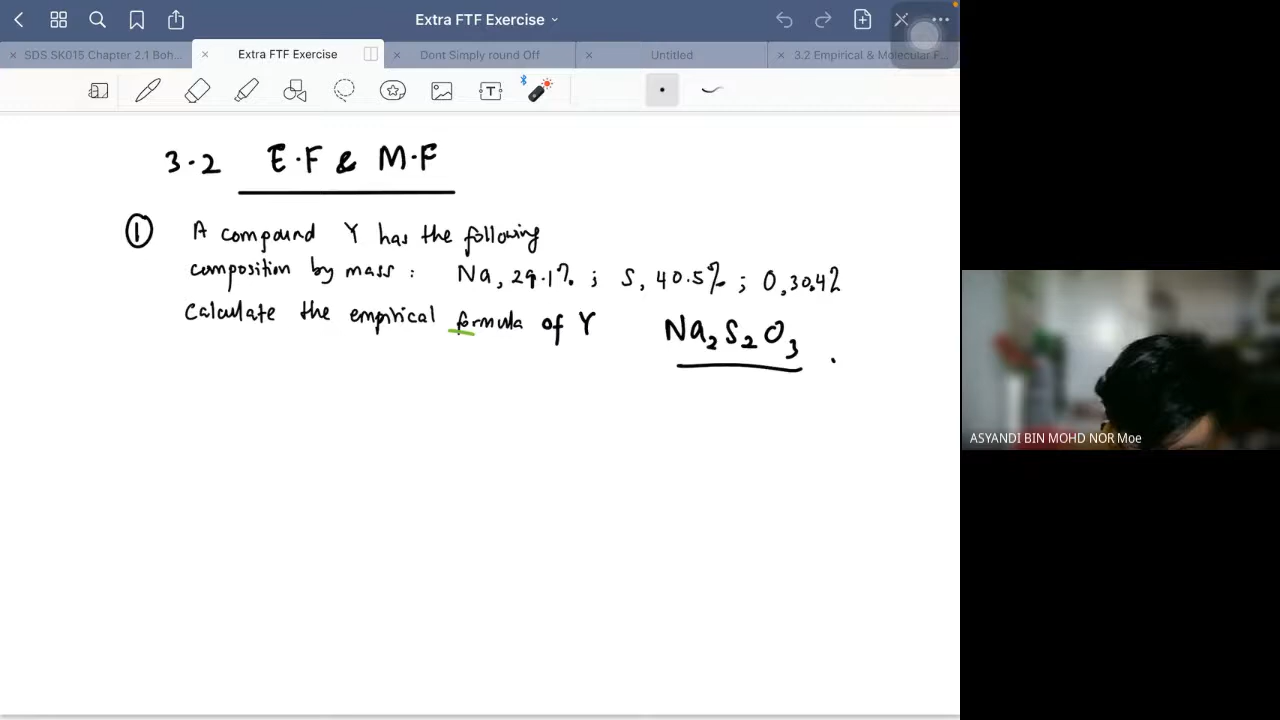 Extra FTF Exercise
SDS SK015 Chapter 2.1 Boh...
Extra FTF Exercise
Dont Simply round Off
Untitled
3.2 Empirical & Molecular F...
T
3.2 E.F & M.F
① A compound Y has the following
composition by mass : Na, 29.1% ; S, 40.5% ; O, 30.4%
Calculate the empirical formula of Y Na₂S₂O₃
ASYANDI BIN MOHD NOR Moe